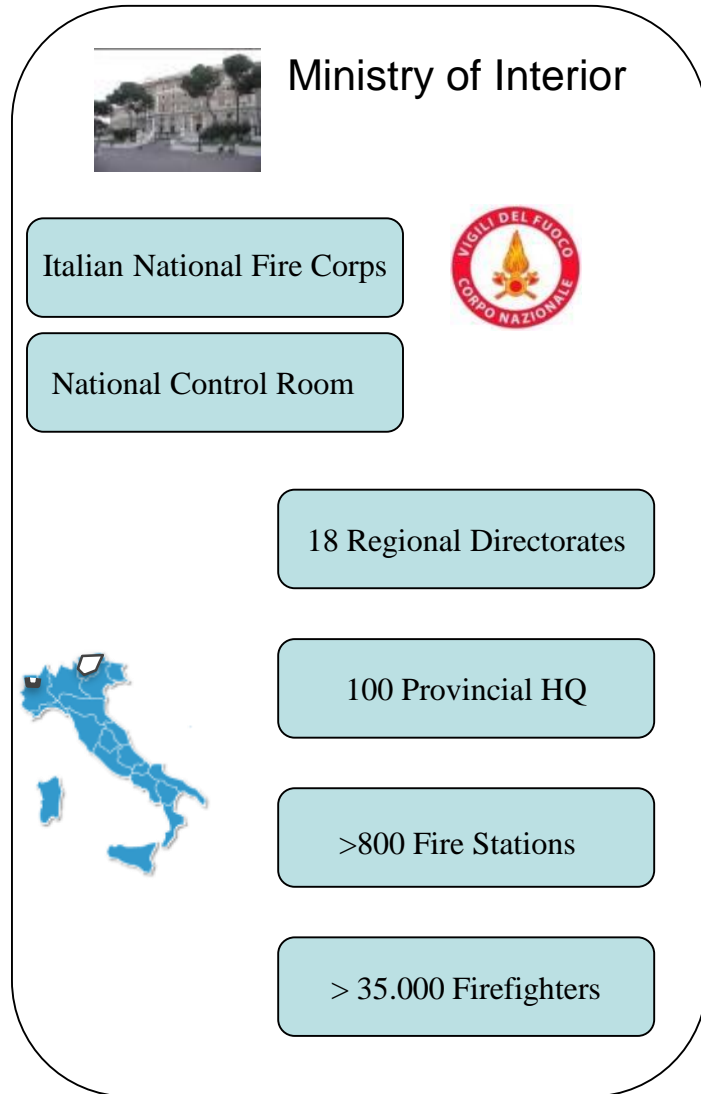 Ministry of Interior
Italian National Fire Corps
VIGILI DEL FUOCO
CORPO NAZIONALE
National Control Room
18 Regional Directorates
100 Provincial HQ
>800 Fire Stations
> 35.000 Firefighters